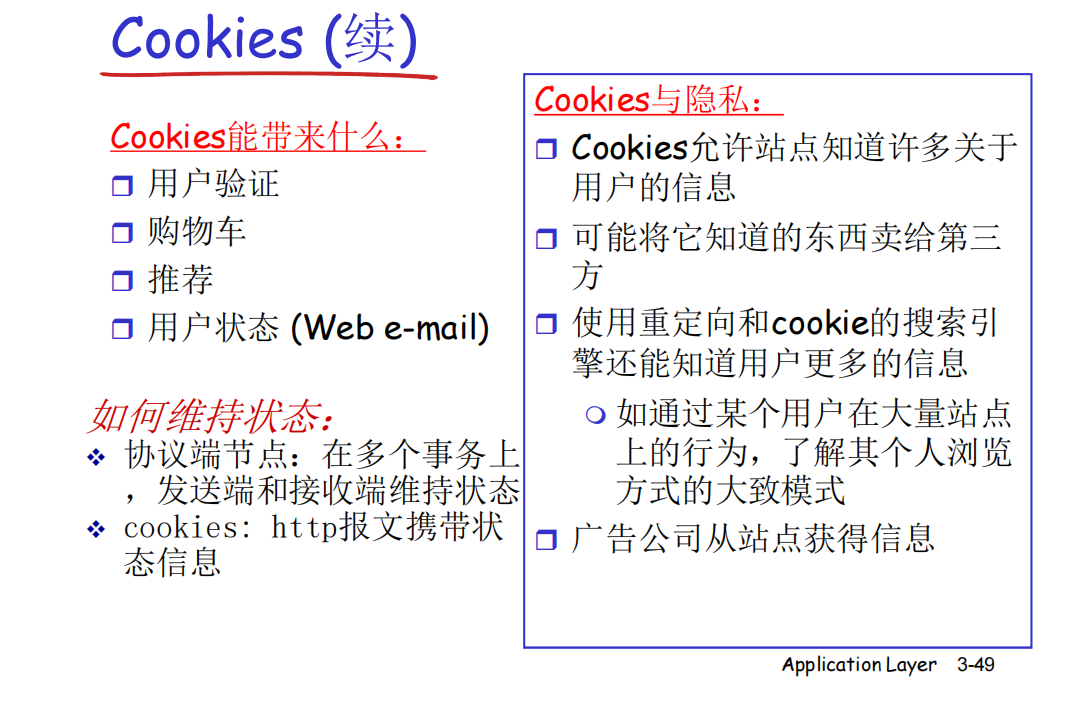 Cookies (续)
Cookies能带来什么：
用户验证
购物车
推荐
用户状态 (Web e-mail)
如何维持状态：
协议端节点：在多个事务上
，发送端和接收端维持状态
cookies: http报文携带状
态信息
Cookies与隐私：
Cookies允许站点知道许多关于
用户的信息
可能将它知道的东西卖给第三
方
使用重定向和cookie的搜索引
擎还能知道用户更多的信息
如通过某个用户在大量站点
上的行为，了解其个人浏览
方式的大致模式
广告公司从站点获得信息
Application Layer 3-49